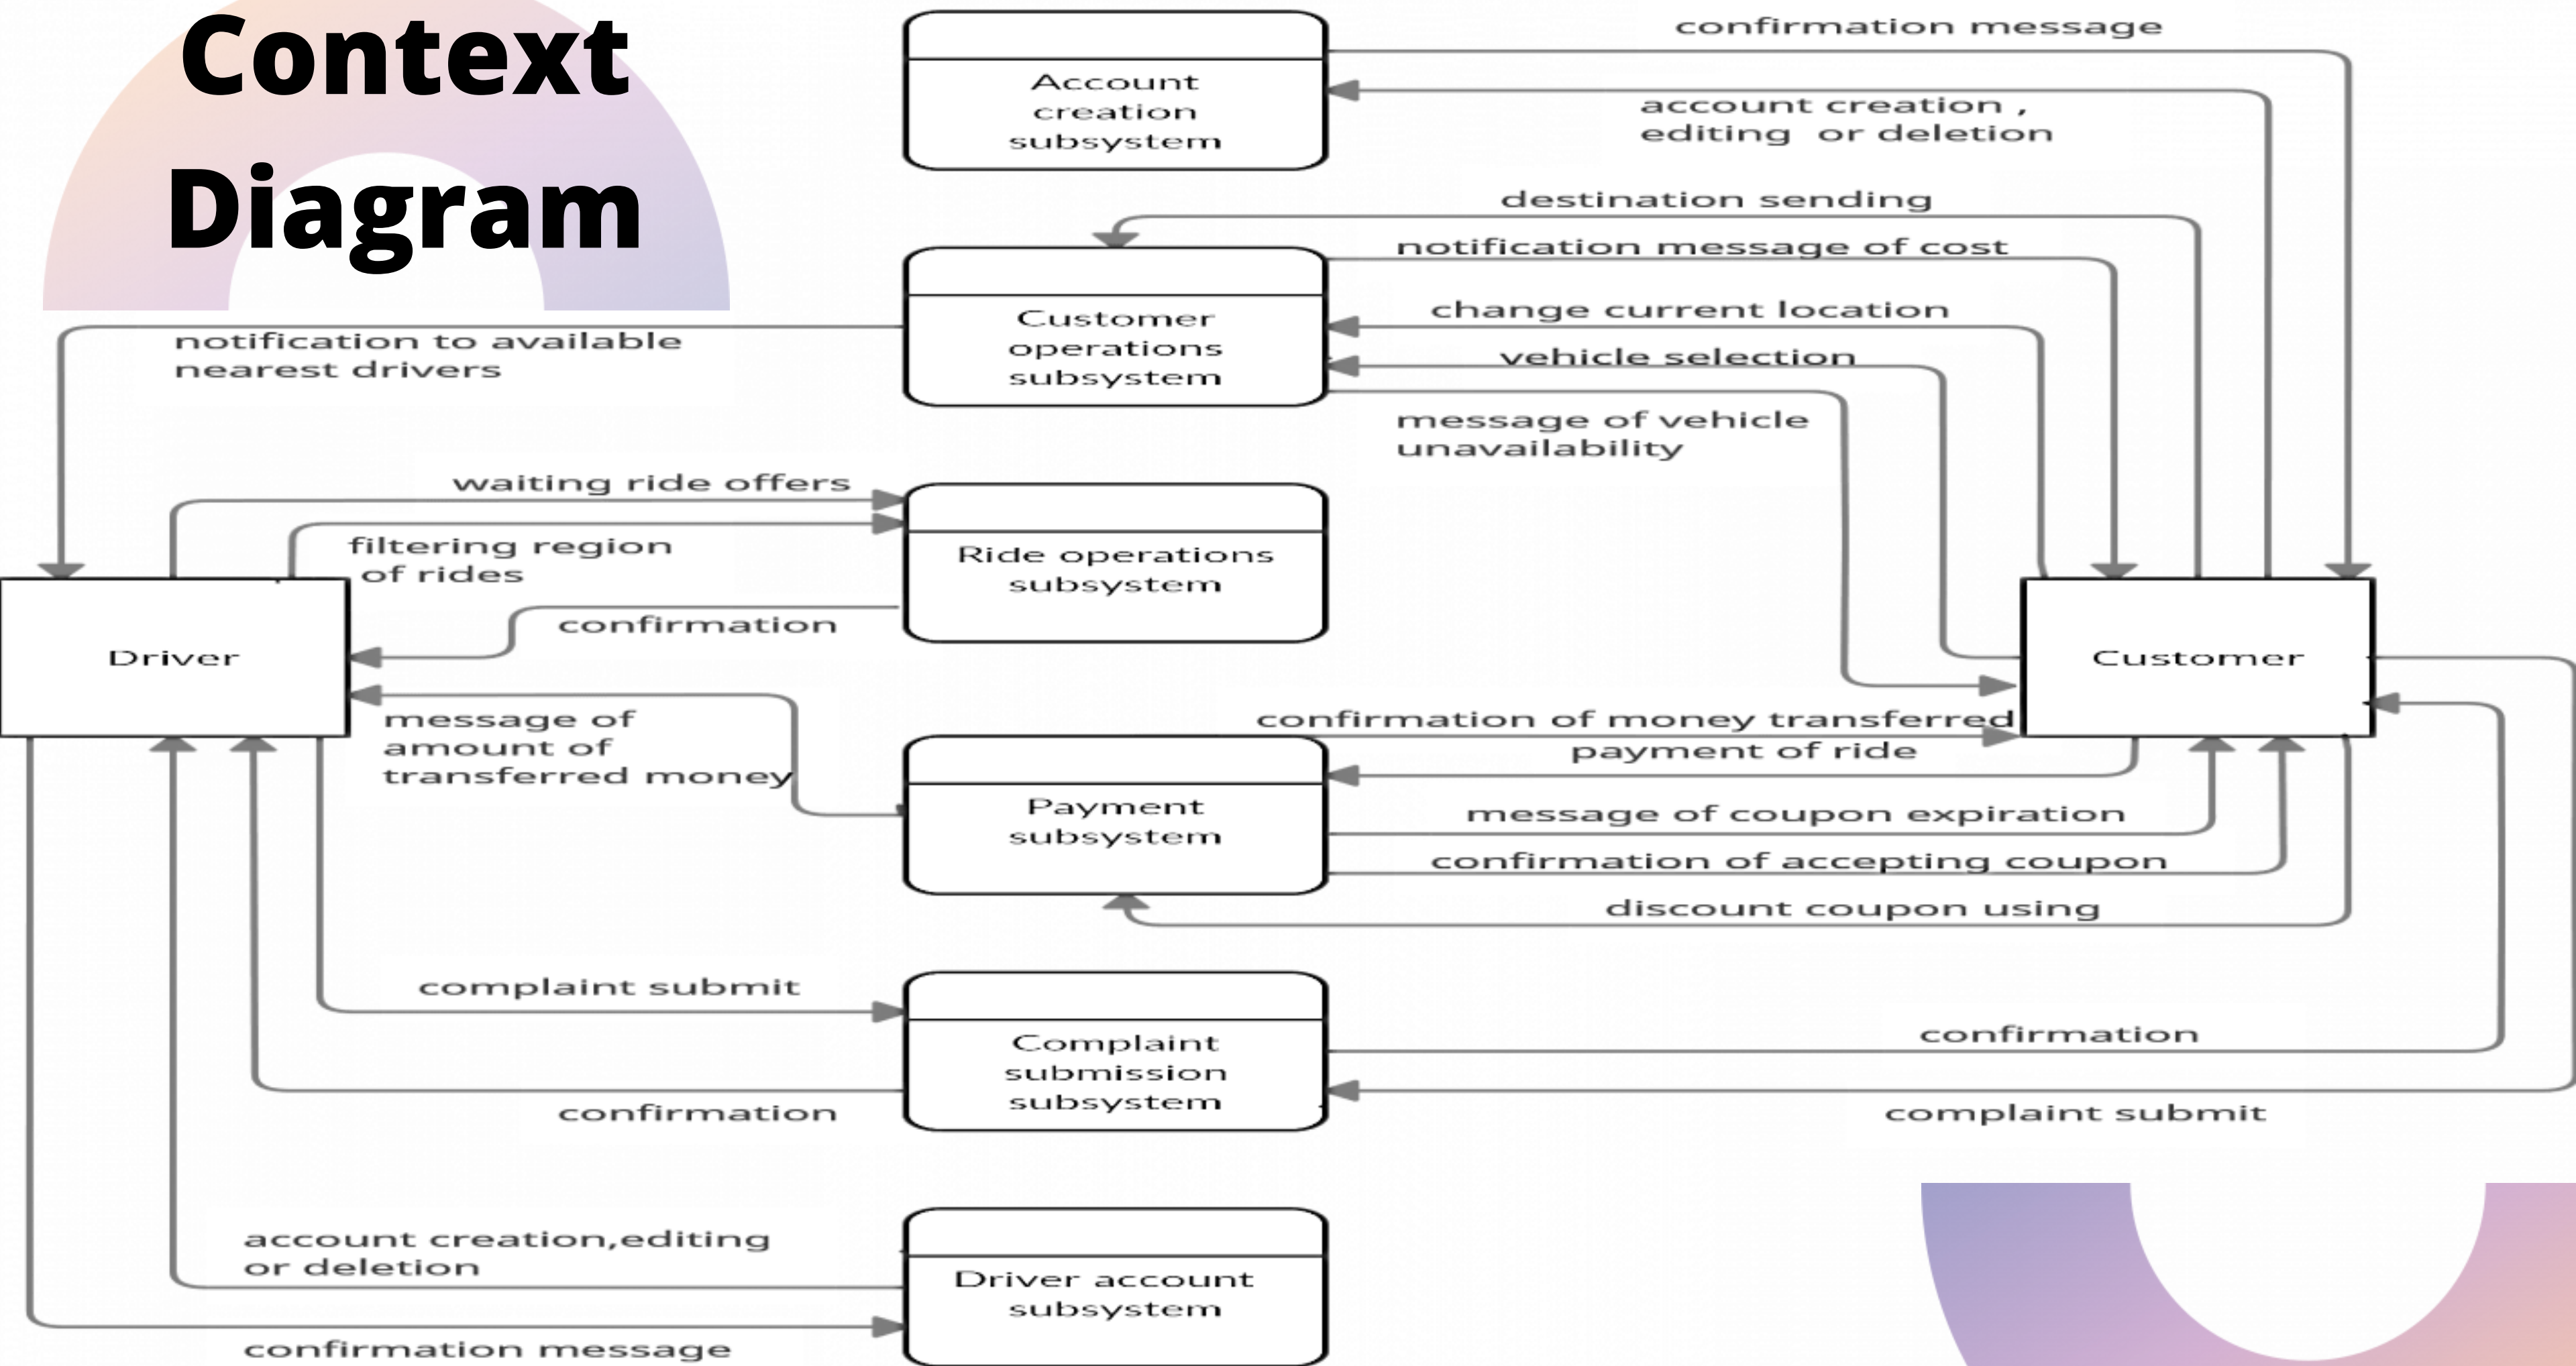 Context
Diagram
confirmation message
Account
creation
subsystem
account creation ,
editing or deletion
destination sending
notification message of cost
change current location
Customer
operations
subsystem
vehicle selection
message of vehicle
unavailability
notification to available
nearest drivers
waiting ride offers
filtering region
of rides
Ride operations
subsystem
confirmation
Driver
Customer
message of
amount of
transferred money
confirmation of money transferred
payment of ride
Payment
subsystem
message of coupon expiration
confirmation of accepting coupon
discount coupon using
complaint submit
Complaint
submission
subsystem
confirmation
confirmation
complaint submit
account creation,editing
or deletion
Driver account
subsystem
confirmation message